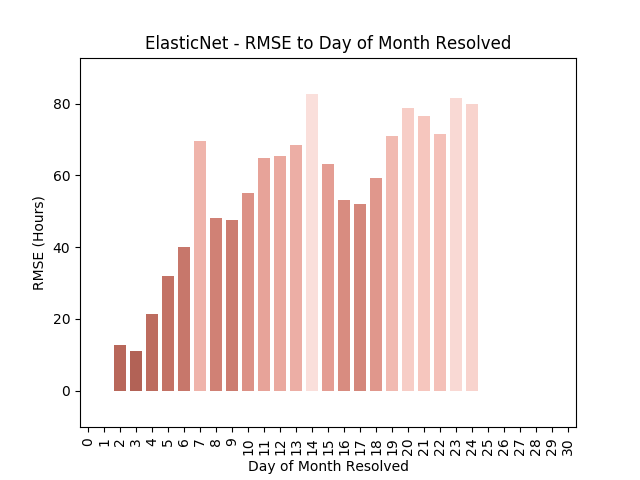 ElasticNet - RMSE to Day of Month Resolved
80
60
40
20
0
RMSE (Hours)
0 1 2 3 4 5 6 7 8 9 10 11 12 13 14 15 16 17 18 19 20 21 22 23 24 25 26 27 28 29 30
Day of Month Resolved